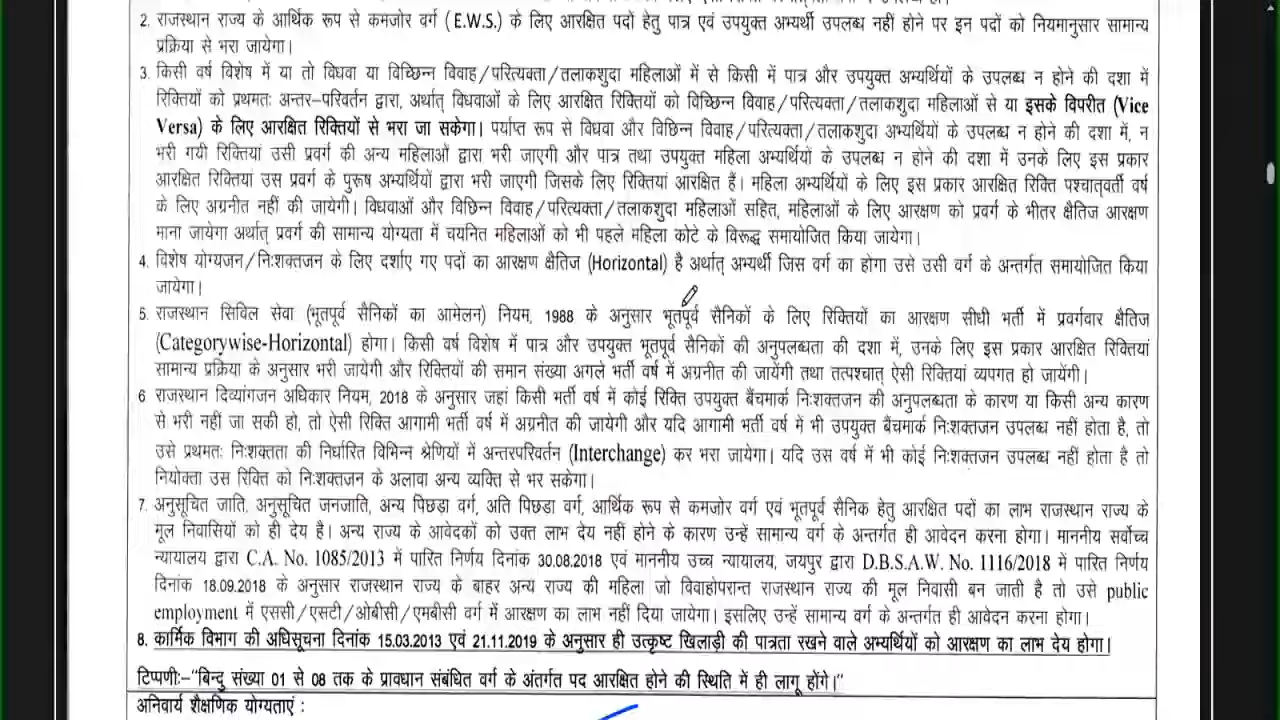 2. राजस्थान राज्य के आर्थिक रूप से कमजोर वर्ग (E.W.S.) के लिए आरक्षित पदों हेतु पात्र एवं उपयुक्त अभ्यर्थी उपलब्ध नहीं होने पर इन पदों को नियमानुसार सामान्य
प्रक्रिया से भरा जायेगा।
3. किसी वर्ष विशेष में या तो विधवा या विच्छिन्न विवाह/परित्यक्ता/तलाकशुदा महिलाओं में से किसी में पात्र और उपयुक्त अभ्यर्थियों के उपलब्ध न होने की दशा में
रिक्तियों को प्रथमतः अन्तर–परिवर्तन द्वारा, अर्थात् विधवाओं के लिए आरक्षित रिक्तियों को विच्छिन्न विवाह/परित्यक्ता/तलाकशुदा महिलाओं से या इसके विपरीत (Vice
Versa) के लिए आरक्षित रिक्तियों से भरा जा सकेगा। पर्याप्त रूप से विधवा और विछिन्न विवाह/परित्यक्ता/तलाकशुदा अभ्यर्थियों के उपलब्ध न होने की दशा में, न
भरी गयी रिक्तियां उसी प्रवर्ग की अन्य महिलाओं द्वारा भरी जाएगी और पात्र तथा उपयुक्त महिला अभ्यर्थियों के उपलब्ध न होने की दशा में उनके लिए इस प्रकार
आरक्षित रिक्तियां उस प्रवर्ग के पुरूष अभ्यर्थियों द्वारा भरी जाएगी जिसके लिए रिक्तियां आरक्षित हैं। महिला अभ्यर्थियों के लिए इस प्रकार आरक्षित रिक्ति पश्चात्वर्ती वर्ष
के लिए अग्रनीत नहीं की जायेगी। विधवाओं और विछिन्न विवाह/परित्यक्ता/तलाकशुदा महिलाओं सहित, महिलाओं के लिए आरक्षण को प्रवर्ग के भीतर क्षैतिज आरक्षण
माना जायेगा अर्थात् प्रवर्ग की सामान्य योग्यता में चयनित महिलाओं को भी पहले महिला कोटे के विरूद्ध समायोजित किया जायेगा।
4. विशेष योग्यजन/निःशक्तजन के लिए दर्शाए गए पदों का आरक्षण क्षैतिज (Horizontal) है अर्थात् अभ्यर्थी जिस वर्ग का होगा उसे उसी वर्ग के अन्तर्गत समायोजित किया
जायेगा।
5. राजस्थान सिविल सेवा (भूतपूर्व सैनिकों का आमेलन) नियम, 1988 के अनुसार भूतपूर्व सैनिकों के लिए रिक्तियों का आरक्षण सीधी भर्ती में प्रवर्गवार क्षैतिज
(Categorywise-Horizontal) होगा। किसी वर्ष विशेष में पात्र और उपयुक्त भूतपूर्व सैनिकों की अनुपलब्धता की दशा में, उनके लिए इस प्रकार आरक्षित रिक्तियां
सामान्य प्रक्रिया के अनुसार भरी जायेगी और रिक्तियों की समान संख्या अगले भर्ती वर्ष में अग्रनीत की जायेंगी तथा तत्पश्चात् ऐसी रिक्तियां व्यपगत हो जायेंगी।
6. राजस्थान दिव्यांगजन अधिकार नियम, 2018 के अनुसार जहां किसी भर्ती वर्ष में कोई रिक्ति उपयुक्त बैंचमार्क निःशक्तजन की अनुपलब्धता के कारण या किसी अन्य कारण
से भरी नहीं जा सकी हो, तो ऐसी रिक्ति आगामी भर्ती वर्ष में अग्रनीत की जायेगी और यदि आगामी भर्ती वर्ष में भी उपयुक्त बैंचमार्क निःशक्तजन उपलब्ध नहीं होता है, तो
उसे प्रथमतः निःशक्तता की निर्धारित विभिन्न श्रेणियों में अन्तरपरिवर्तन (Interchange) कर भरा जायेगा। यदि उस वर्ष में भी कोई निःशक्तजन उपलब्ध नहीं होता है तो
नियोक्ता उस रिक्ति को निःशक्तजन के अलावा अन्य व्यक्ति से भर सकेगा।
7. अनुसूचित जाति, अनुसूचित जनजाति, अन्य पिछड़ा वर्ग, अति पिछडा वर्ग, आर्थिक रूप से कमजोर वर्ग एवं भूतपूर्व सैनिक हेतु आरक्षित पदों का लाभ राजस्थान राज्य के
मूल निवासियों को ही देय है। अन्य राज्य के आवेदकों को उक्त लाभ देय नहीं होने के कारण उन्हें सामान्य वर्ग के अन्तर्गत ही आवेदन करना होगा। माननीय सर्वोच्च
न्यायालय द्वारा C.A. No. 1085/2013 में पारित निर्णय दिनांक 30.08.2018 एवं माननीय उच्च न्यायालय, जयपुर द्वारा D.B.S.A.W. No. 1116/2018 में पारित निर्णय
दिनांक 18.09.2018 के अनुसार राजस्थान राज्य के बाहर अन्य राज्य की महिला जो विवाहोपरान्त राजस्थान राज्य की मूल निवासी बन जाती है तो उसे public
employment में एससी/एसटी/ओबीसी/एमबीसी वर्ग में आरक्षण का लाभ नहीं दिया जायेगा। इसलिए उन्हें सामान्य वर्ग के अन्तर्गत ही आवेदन करना होगा।
8. कार्मिक विभाग की अधिसूचना दिनांक 15.03.2013 एवं 21.11.2019 के अनुसार ही उत्कृष्ट खिलाड़ी की पात्रता रखने वाले अभ्यर्थियों को आरक्षण का लाभ देय होगा।
टिप्पणीः–"बिन्दु संख्या 01 से 08 तक के प्रावधान संबंधित वर्ग के अंतर्गत पद आरक्षित होने की स्थिति में ही लागू होंगे।"
अनिवार्य शैक्षणिक योग्यताएं :